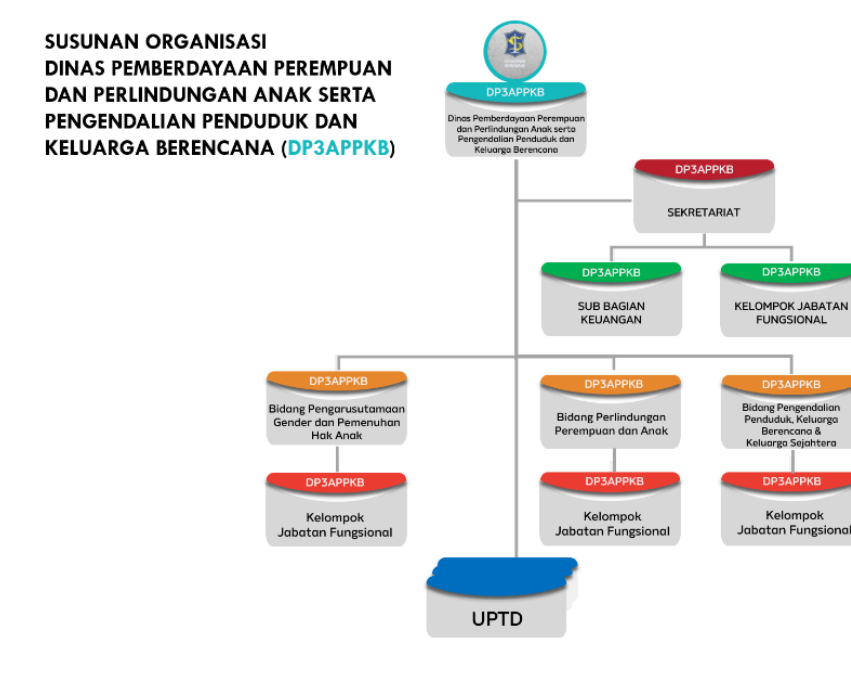 SUSUNAN ORGANISASI
DINAS PEMBERDAYAAN PEREMPUAN
DAN PERLINDUNGAN ANAK SERTA
PENGENDALIAN PENDUDUK DAN
KELUARGA BERENCANA (DP3APPKB)
DP3APPKB
Dinas Pemberdayaan Perempuan
dan Perlindungan Anak serta
Pengendalian Penduduk dan
Keluarga Berencana
DP3APPKB
SEKRETARIAT
DP3APPKB
SUB BAGIAN
KEUANGAN
DP3APPKB
KELOMPOK JABATAN
FUNGSIONAL
DP3APPKB
Bidang Pengarusutamaan
Gender dan Pemenuhan
Hak Anak
DP3APPKB
Bidang Perlindungan
Perempuan dan Anak
DP3APPKB
Bidang Pengendalian
Penduduk, Keluarga
Berencana &
Keluarga Sejahtera
DP3APPKB
Kelompok
Jabatan Fungsional
DP3APPKB
Kelompok
Jabatan Fungsional
DP3APPKB
Kelompok
Jabatan Fungsional
UPTD